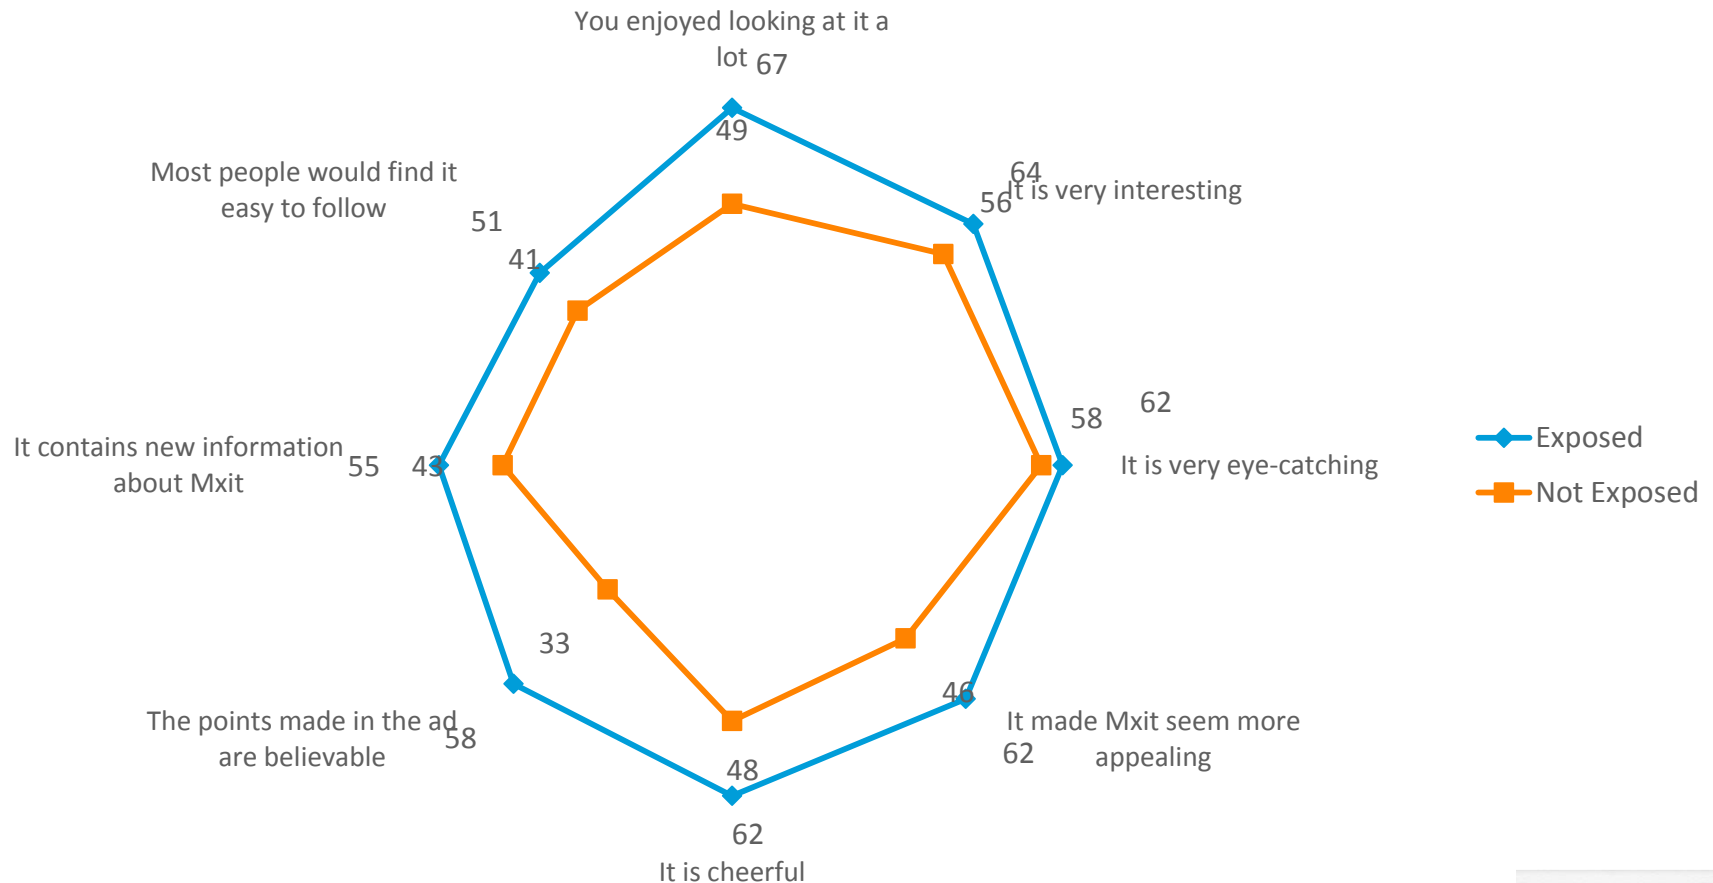 You enjoyed looking at it a
lot
67
49
64
It is very interesting
56
Most people would find it
easy to follow
51
41
62
58
It is very eye-catching
Exposed
Not Exposed
It contains new information
about Mxit
55
43
33
The points made in the ad
are believable
58
46
It made Mxit seem more
appealing
62
48
62
It is cheerful